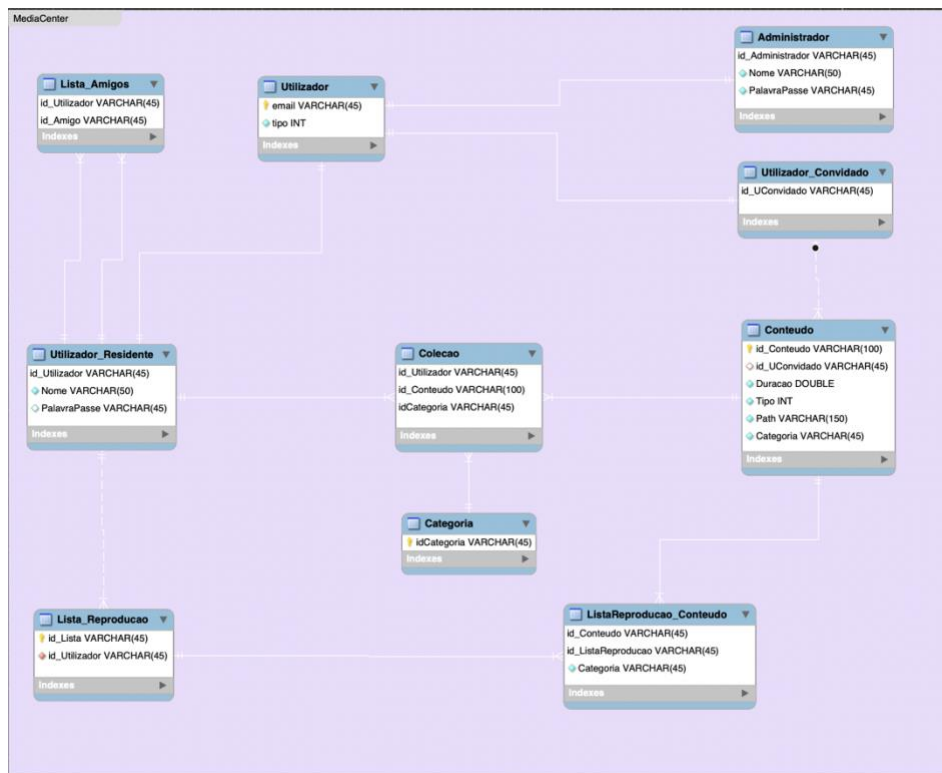 MediaCenter
Lista_Amigos
id_Utilizador VARCHAR(45)
id_Amigo VARCHAR(45)
Indexes
Utilizador
email VARCHAR(45)
tipo INT
Indexes
Administrador
id_Administrador VARCHAR(45)
Nome VARCHAR(50)
PalavraPasse VARCHAR(45)
Indexes
Utilizador_Convidado
id_UConvidado VARCHAR(45)
Indexes
Utilizador_Residente
id_Utilizador VARCHAR(45)
Nome VARCHAR(50)
PalavraPasse VARCHAR(45)
Indexes
Colecao
id_Utilizador VARCHAR(45)
id_Conteudo VARCHAR(100)
idCategoria VARCHAR(45)
Indexes
Conteudo
id_Conteudo VARCHAR(100)
id_UConvidado VARCHAR(45)
Duracao DOUBLE
Tipo INT
Path VARCHAR(150)
Categoria VARCHAR(45)
Indexes
Categoria
idCategoria VARCHAR(45)
Indexes
Lista_Reproducao
id_Lista VARCHAR(45)
id_Utilizador VARCHAR(45)
Indexes
ListaReproducao_Conteudo
id_Conteudo VARCHAR(45)
id_ListaReproducao VARCHAR(45)
Categoria VARCHAR(45)
Indexes